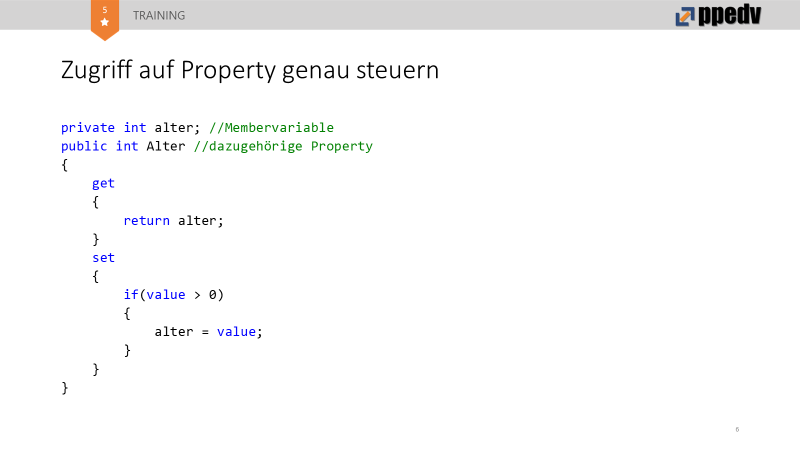 5
TRAINING
ppedv
Zugriff auf Property genau steuern
private int alter; //Membervariable
public int Alter //dazugehörige Property
{
    get
    {
        return alter;
    }
    set
    {
        if(value > 0)
        {
            alter = value;
        }
    }
}
6